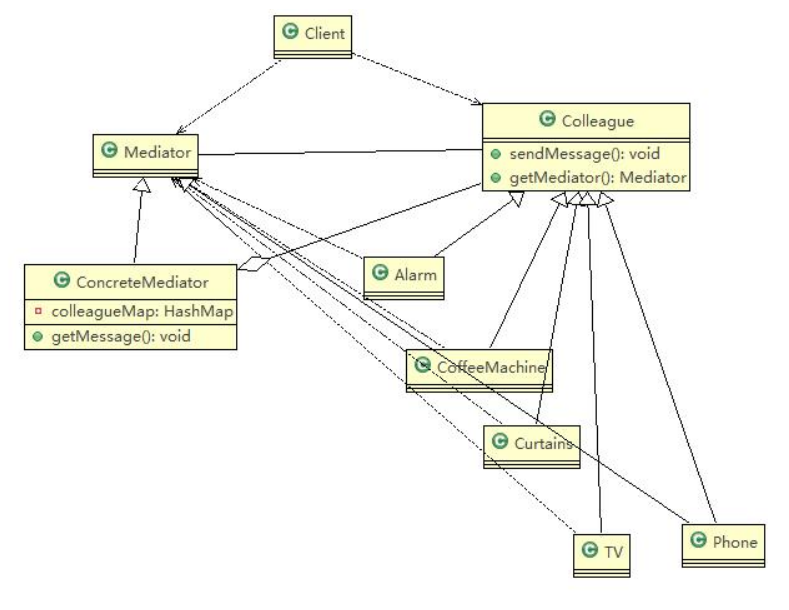 Client
Colleague
sendMessage(): void
getMediator(): Mediator
Mediator
ConcreteMediator
colleagueMap: HashMap
getMessage(): void
Alarm
CoffeeMachine
Curtains
TV
Phone